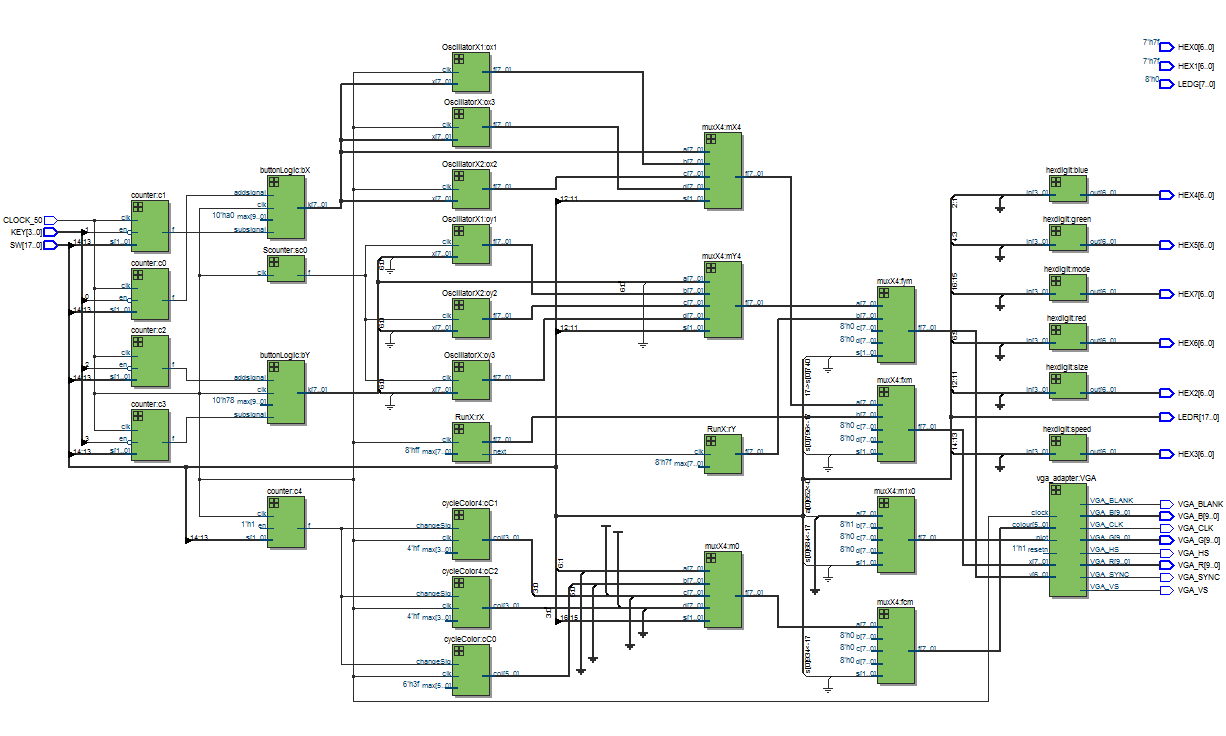 CLOCK_50
KEY[3..0]
SW[17..0]
counter:c1
clk
en
s[1..0]
f
14:13
1
counter:c0
clk
en
s[1..0]
f
14:13
counter:c2
clk
en
s[1..0]
f
14:13
2
counter:c3
clk
en
s[1..0]
f
14:13
3
buttonLogic:bX
addsignal
clk
10'ha0 max[9..0]
subsignal
x[7..0]
Scounter:sc0
clk
f
buttonLogic:bY
addsignal
clk
10'h78 max[9..0]
subsignal
x[7..0]
counter:c4
clk
1'h1 en
s[1..0]
f
14:13
OscillatorX1:ox1
clk
x[7..0]
f[7..0]
OscillatorX:ox3
clk
x[7..0]
f[7..0]
OscillatorX2:ox2
clk
x[7..0]
f[7..0]
OscillatorX1:oy1
clk
x[7..0]
f[7..0]
OscillatorX2:oy2
clk
x[7..0]
f[7..0]
OscillatorX:oy3
clk
x[7..0]
f[7..0]
RunX:rX
clk
8'hff max[7..0]
next
cycleColor4:cC1
changeSig
clk
4'hf max[3..0]
col[3..0]
cycleColor4:cC2
changeSig
clk
4'hf max[3..0]
col[3..0]
cycleColor:cC0
changeSig
clk
6'h3f max[5..0]
col[5..0]
muxX4:mX4
a[7..0]
b[7..0]
c[7..0]
d[7..0]
s[1..0]
f[7..0]
12:11
muxX4:mY4
a[7..0]
b[7..0]
c[7..0]
d[7..0]
s[1..0]
f[7..0]
12:11
RunX:rY
clk
8'h7f max[7..0]
f[7..0]
muxX4:m0
a[7..0]
b[7..0]
c[7..0]
d[7..0]
s[1..0]
f[7..0]
16:15
6:1
3:0
muxX4:fym
a[7..0]
b[7..0]
8'h0 c[7..0]
8'h0 d[7..0]
s[1..0]
f[7..0]
muxX4:fxm
a[7..0]
b[7..0]
8'h0 c[7..0]
8'h0 d[7..0]
s[1..0]
f[7..0]
muxX4:m1x0
a[7..0]
8'h1 b[7..0]
8'h0 c[7..0]
8'h0 d[7..0]
s[1..0]
f[7..0]
muxX4:fcm
a[7..0]
8'h0 b[7..0]
8'h0 c[7..0]
8'h0 d[7..0]
s[1..0]
f[7..0]
7'h7f HEX0[6..0]
7'h7f HEX1[6..0]
8'h0 LEDG[7..0]
hexdigit:blue
in[3..0]
out[6..0]
HEX4[6..0]
hexdigit:green
in[3..0]
out[6..0]
HEX5[6..0]
hexdigit:mode
in[3..0]
out[6..0]
HEX7[6..0]
16:15
hexdigit:red
in[3..0]
out[6..0]
HEX6[6..0]
hexdigit:size
in[3..0]
out[6..0]
HEX2[6..0]
12:11
LEDR[17..0]
hexdigit:speed
in[3..0]
out[6..0]
HEX3[6..0]
14:13
vga_adapter:VGA
clock
colour[5..0]
plot
1'h1 resetn
x[7..0]
y[6..0]
VGA_BLANK
VGA_B[9..0]
VGA_CLK
VGA_G[9..0]
VGA_HS
VGA_R[9..0]
VGA_SYNC
VGA_VS
VGA_BLANK
VGA_B[9..0]
VGA_CLK
VGA_G[9..0]
VGA_HS
VGA_R[9..0]
VGA_SYNC
VGA_VS